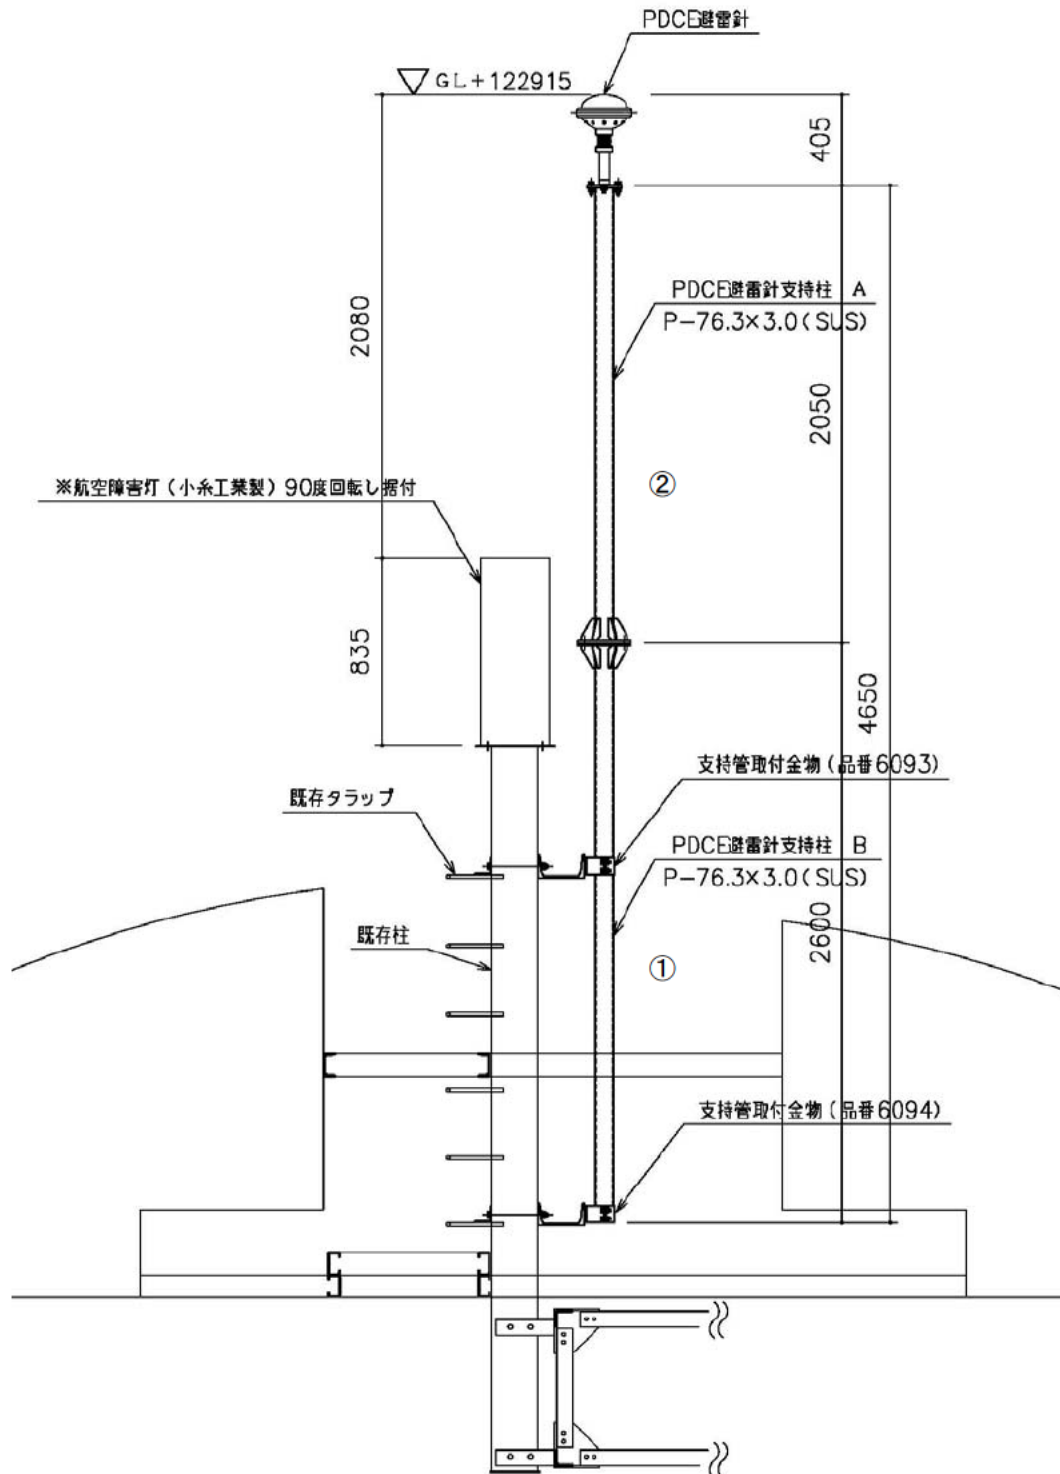 PDCE避雷針
GL+122915
405
2080
PDCE避雷針支持柱 A
P-76.3×3.0(SUS)
2050
②
※航空障害灯(小糸工業製)90度回転し据付
835
4650
支持管取付金物(品番6093)
既存タラップ
PDCE避雷針支持柱 B
P-76.3×3.0(SUS)
2600
既存柱
①
支持管取付金物(品番6094)